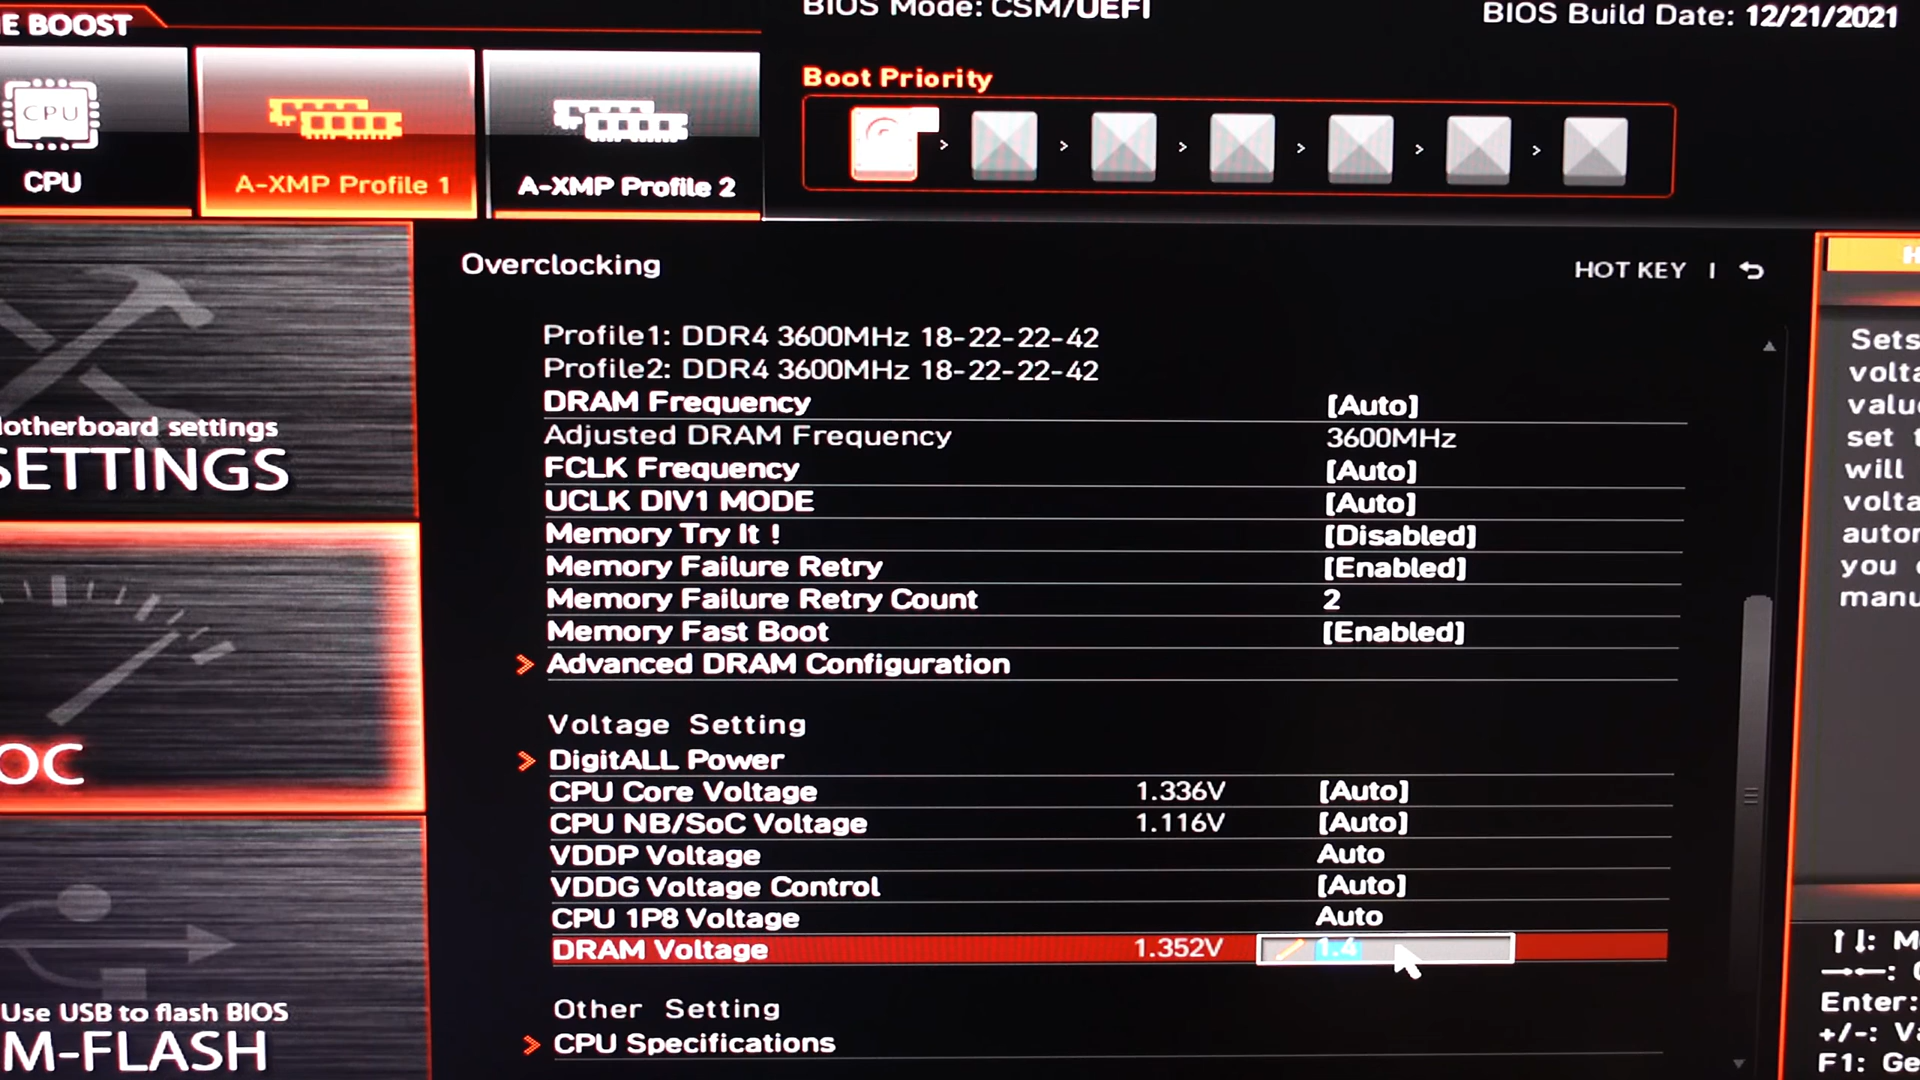 E BOOST
BIOS Mode: CSM/UEFI
BIOS Build Date: 12/21/2021
CPU
CPU
A-XMP Profile 1
A-XMP Profile 2
Boot Priority
Overclocking
HOT KEY |
Profile1: DDR4 3600MHz 18-22-22-42
Profile2: DDR4 3600MHz 18-22-22-42
DRAM Frequency [Auto]
Adjusted DRAM Frequency 3600MHz
FCLK Frequency [Auto]
UCLK DIV1 MODE [Auto]
Memory Try It ! [Disabled]
Memory Failure Retry [Enabled]
Memory Failure Retry Count 2
Memory Fast Boot [Enabled]
> Advanced DRAM Configuration
Voltage Setting
> DigitALL Power
CPU Core Voltage 1.336V [Auto]
CPU NB/SoC Voltage 1.116V [Auto]
VDDP Voltage Auto
VDDG Voltage Control [Auto]
CPU 1P8 Voltage Auto
DRAM Voltage 1.352V 1.4
Other Setting
> CPU Specifications
otherboard settings
SETTINGS
OC
Use USB to flash BIOS
M-FLASH
Sets
volta
value
set t
will
volta
auto
you
manu
↑↓: M
Enter:
+/-: Va
F1: Ge